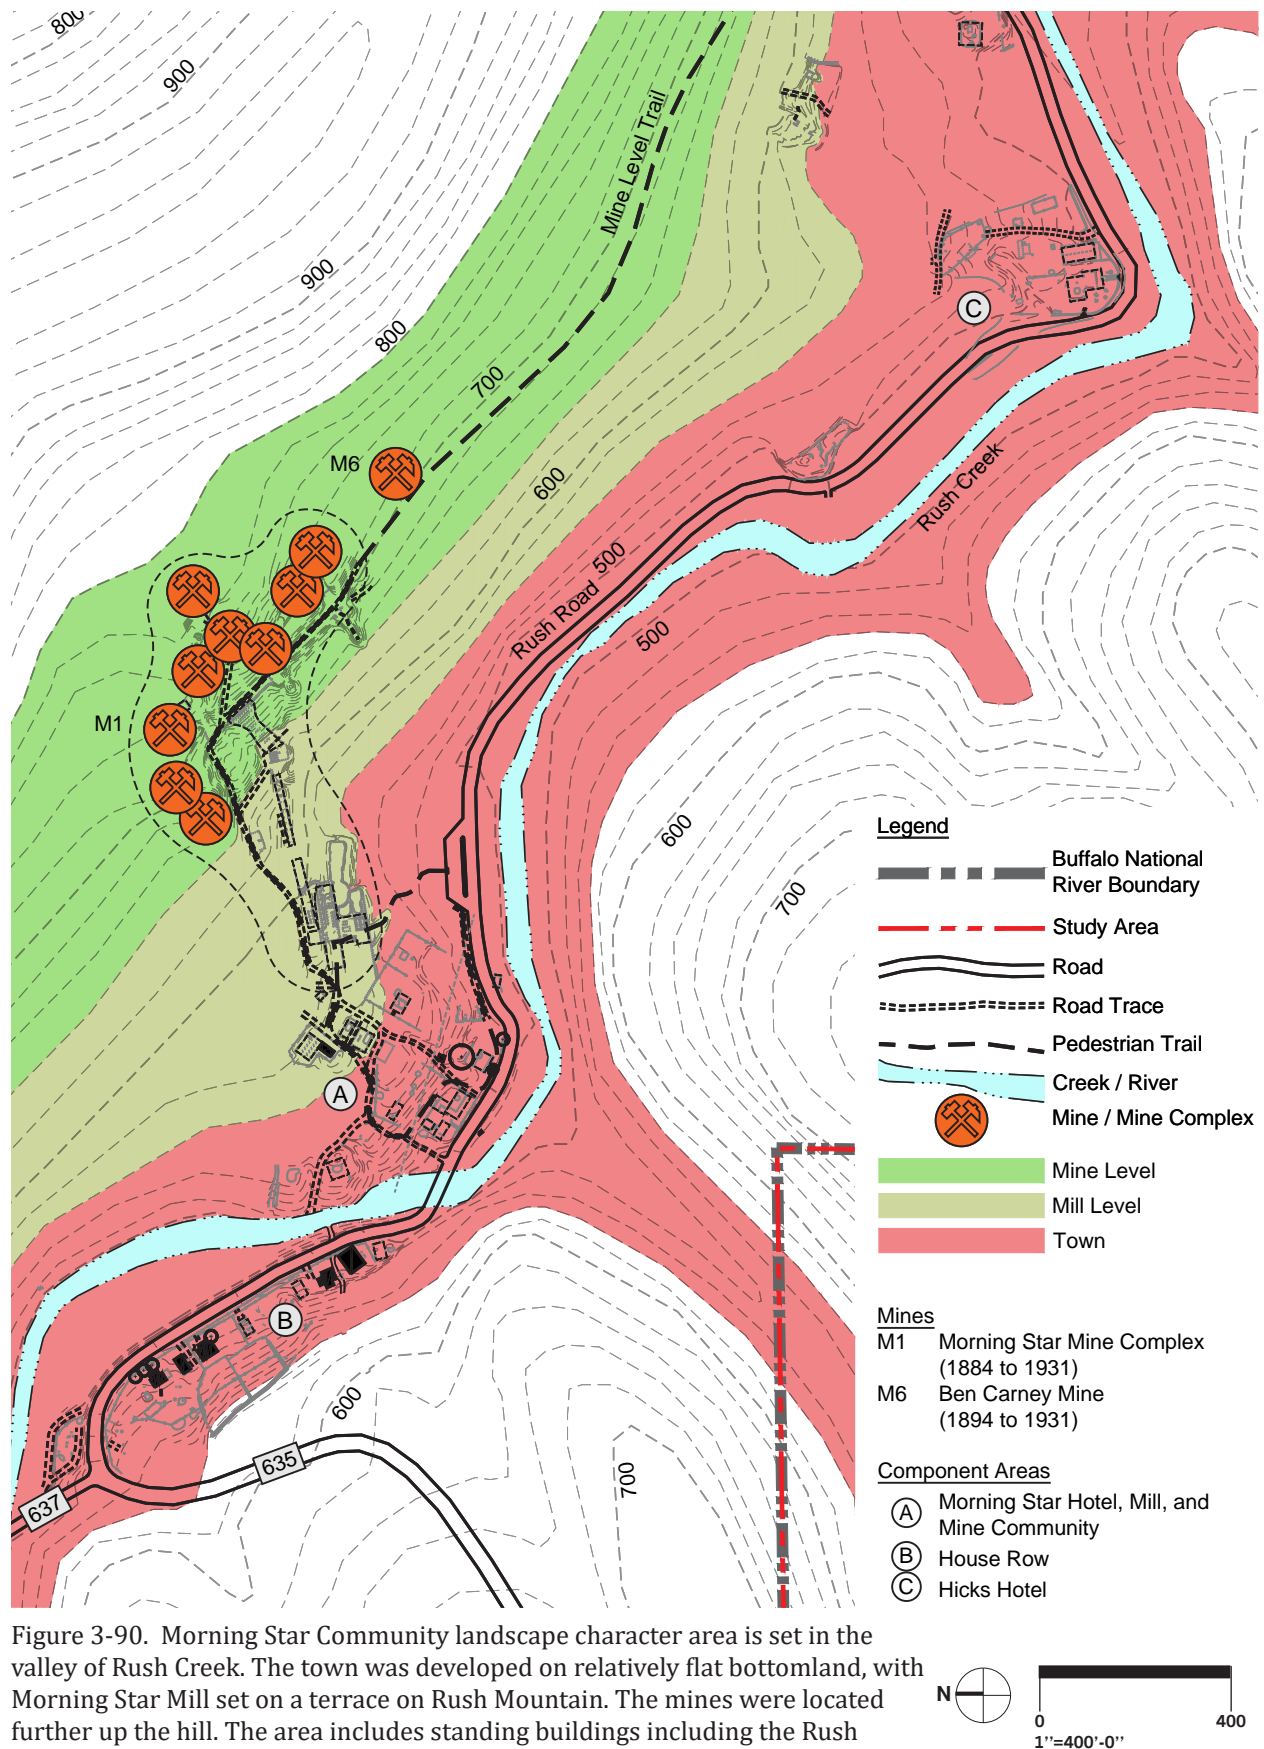 800
900
900
800
700
Mine Level Trail
M6
600
500
Rush Road
500
Rush Creek
C
M1
600
700
A
B
600
635
637
700
Legend
Buffalo National
River Boundary
Study Area
Road
Road Trace
Pedestrian Trail
Creek / River
Mine / Mine Complex
Mine Level
Mill Level
Town
Mines
M1 Morning Star Mine Complex
(1884 to 1931)
M6 Ben Carney Mine
(1894 to 1931)
Component Areas
A Morning Star Hotel, Mill, and
Mine Community
B House Row
C Hicks Hotel
Figure 3-90. Morning Star Community landscape character area is set in the
valley of Rush Creek. The town was developed on relatively flat bottomland, with
Morning Star Mill set on a terrace on Rush Mountain. The mines were located
further up the hill. The area includes standing buildings including the Rush
N
0 400
1''=400'-0''